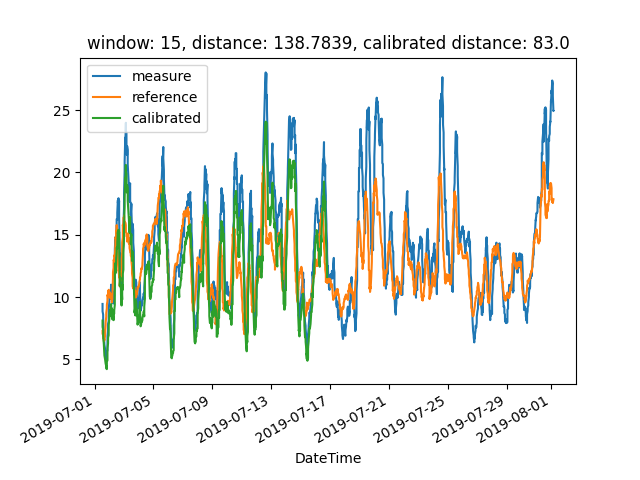 window: 15, distance: 138.7839, calibrated distance: 83.0
measure
reference
calibrated
25
20
15
10
5
2019-07-01
2019-07-05
2019-07-09
2019-07-13
2019-07-17
2019-07-21
2019-07-25
2019-07-29
2019-08-01
DateTime